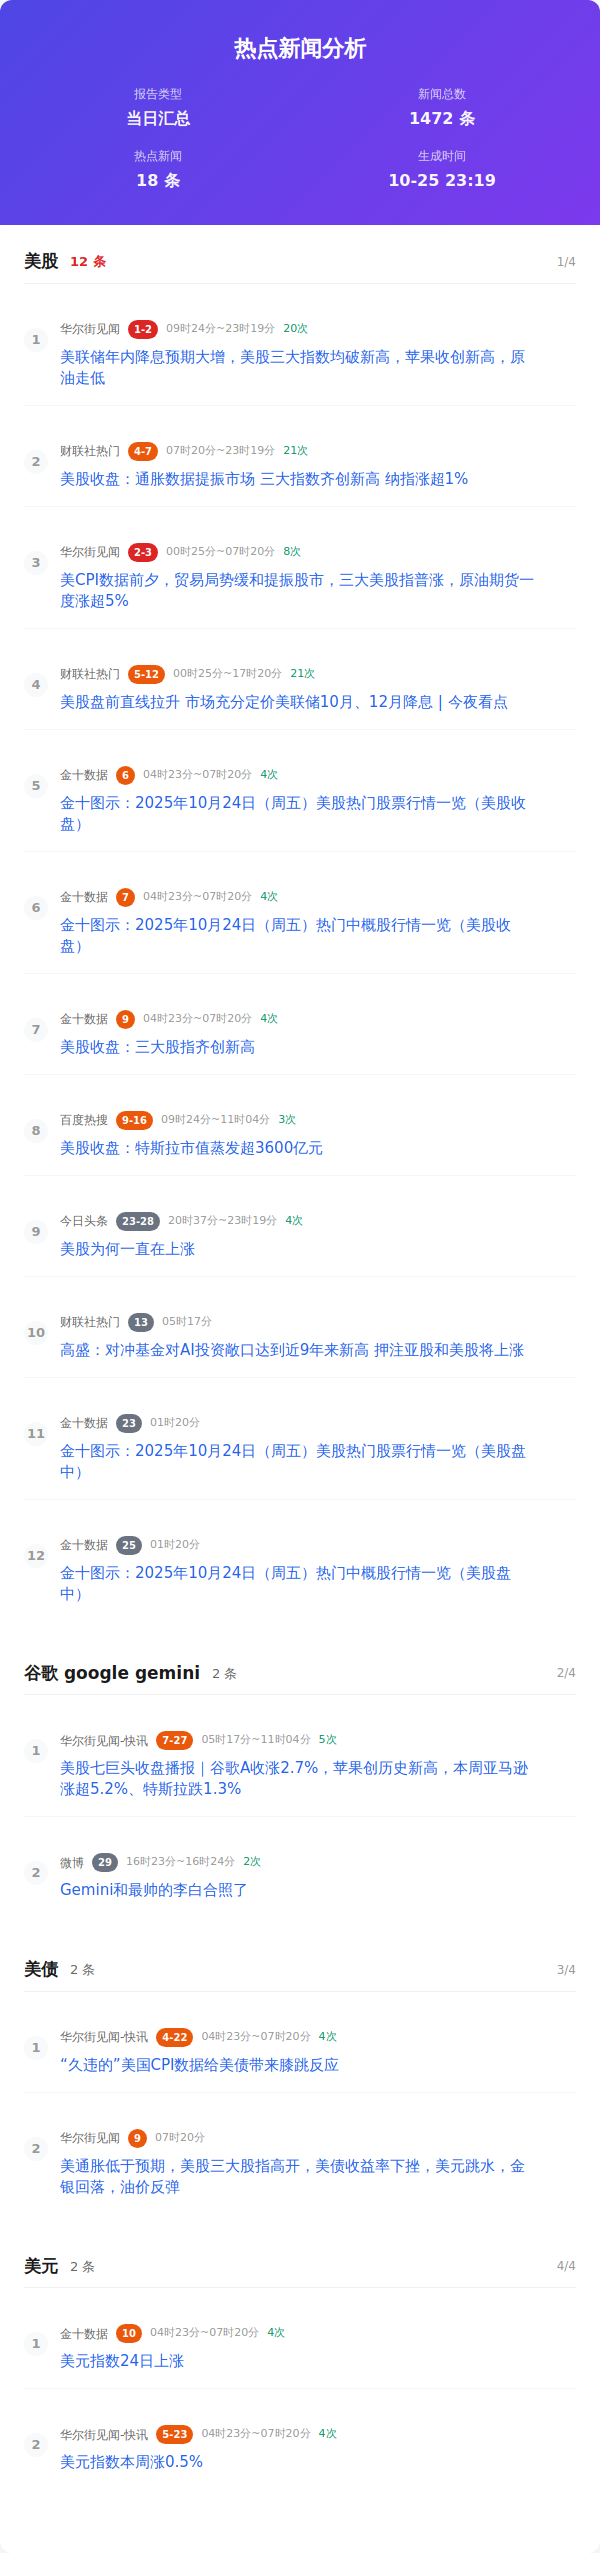 热点新闻分析
报告类型
新闻总数
当日汇总
1472 条
热点新闻
生成时间
18 条
10-25 23:19
美股 12 条 1/4
1 华尔街见闻 1-2 09时24分~23时19分 20次
美联储年内降息预期大增，美股三大指数均破新高，苹果收创新高，原
油走低
2 财联社热门 4-7 07时20分~23时19分 21次
美股收盘：通胀数据提振市场 三大指数齐创新高 纳指涨超1%
3 华尔街见闻 2-3 00时25分~07时20分 8次
美CPI数据前夕，贸易局势缓和提振股市，三大美股指普涨，原油期货一
度涨超5%
4 财联社热门 5-12 00时25分~17时20分 21次
美股盘前直线拉升 市场充分定价美联储10月、12月降息 | 今夜看点
5 金十数据 6 04时23分~07时20分 4次
金十图示：2025年10月24日（周五）美股热门股票行情一览（美股收
盘）
6 金十数据 7 04时23分~07时20分 4次
金十图示：2025年10月24日（周五）热门中概股行情一览（美股收
盘）
7 金十数据 9 04时23分~07时20分 4次
美股收盘：三大股指齐创新高
8 百度热搜 9-16 09时24分~11时04分 3次
美股收盘：特斯拉市值蒸发超3600亿元
9 今日头条 23-28 20时37分~23时19分 4次
美股为何一直在上涨
10 财联社热门 13 05时17分
高盛：对冲基金对AI投资敞口达到近9年来新高 押注亚股和美股将上涨
11 金十数据 23 01时20分
金十图示：2025年10月24日（周五）美股热门股票行情一览（美股盘
中）
12 金十数据 25 01时20分
金十图示：2025年10月24日（周五）热门中概股行情一览（美股盘
中）
谷歌 google gemini 2 条 2/4
1 华尔街见闻-快讯 7-27 05时17分~11时04分 5次
美股七巨头收盘播报｜谷歌A收涨2.7%，苹果创历史新高，本周亚马逊
涨超5.2%、特斯拉跌1.3%
2 微博 29 16时23分~16时24分 2次
Gemini和最帅的李白合照了
美债 2 条 3/4
1 华尔街见闻-快讯 4-22 04时23分~07时20分 4次
“久违的”美国CPI数据给美债带来膝跳反应
2 华尔街见闻 9 07时20分
美通胀低于预期，美股三大股指高开，美债收益率下挫，美元跳水，金
银回落，油价反弹
美元 2 条 4/4
1 金十数据 10 04时23分~07时20分 4次
美元指数24日上涨
2 华尔街见闻-快讯 5-23 04时23分~07时20分 4次
美元指数本周涨0.5%